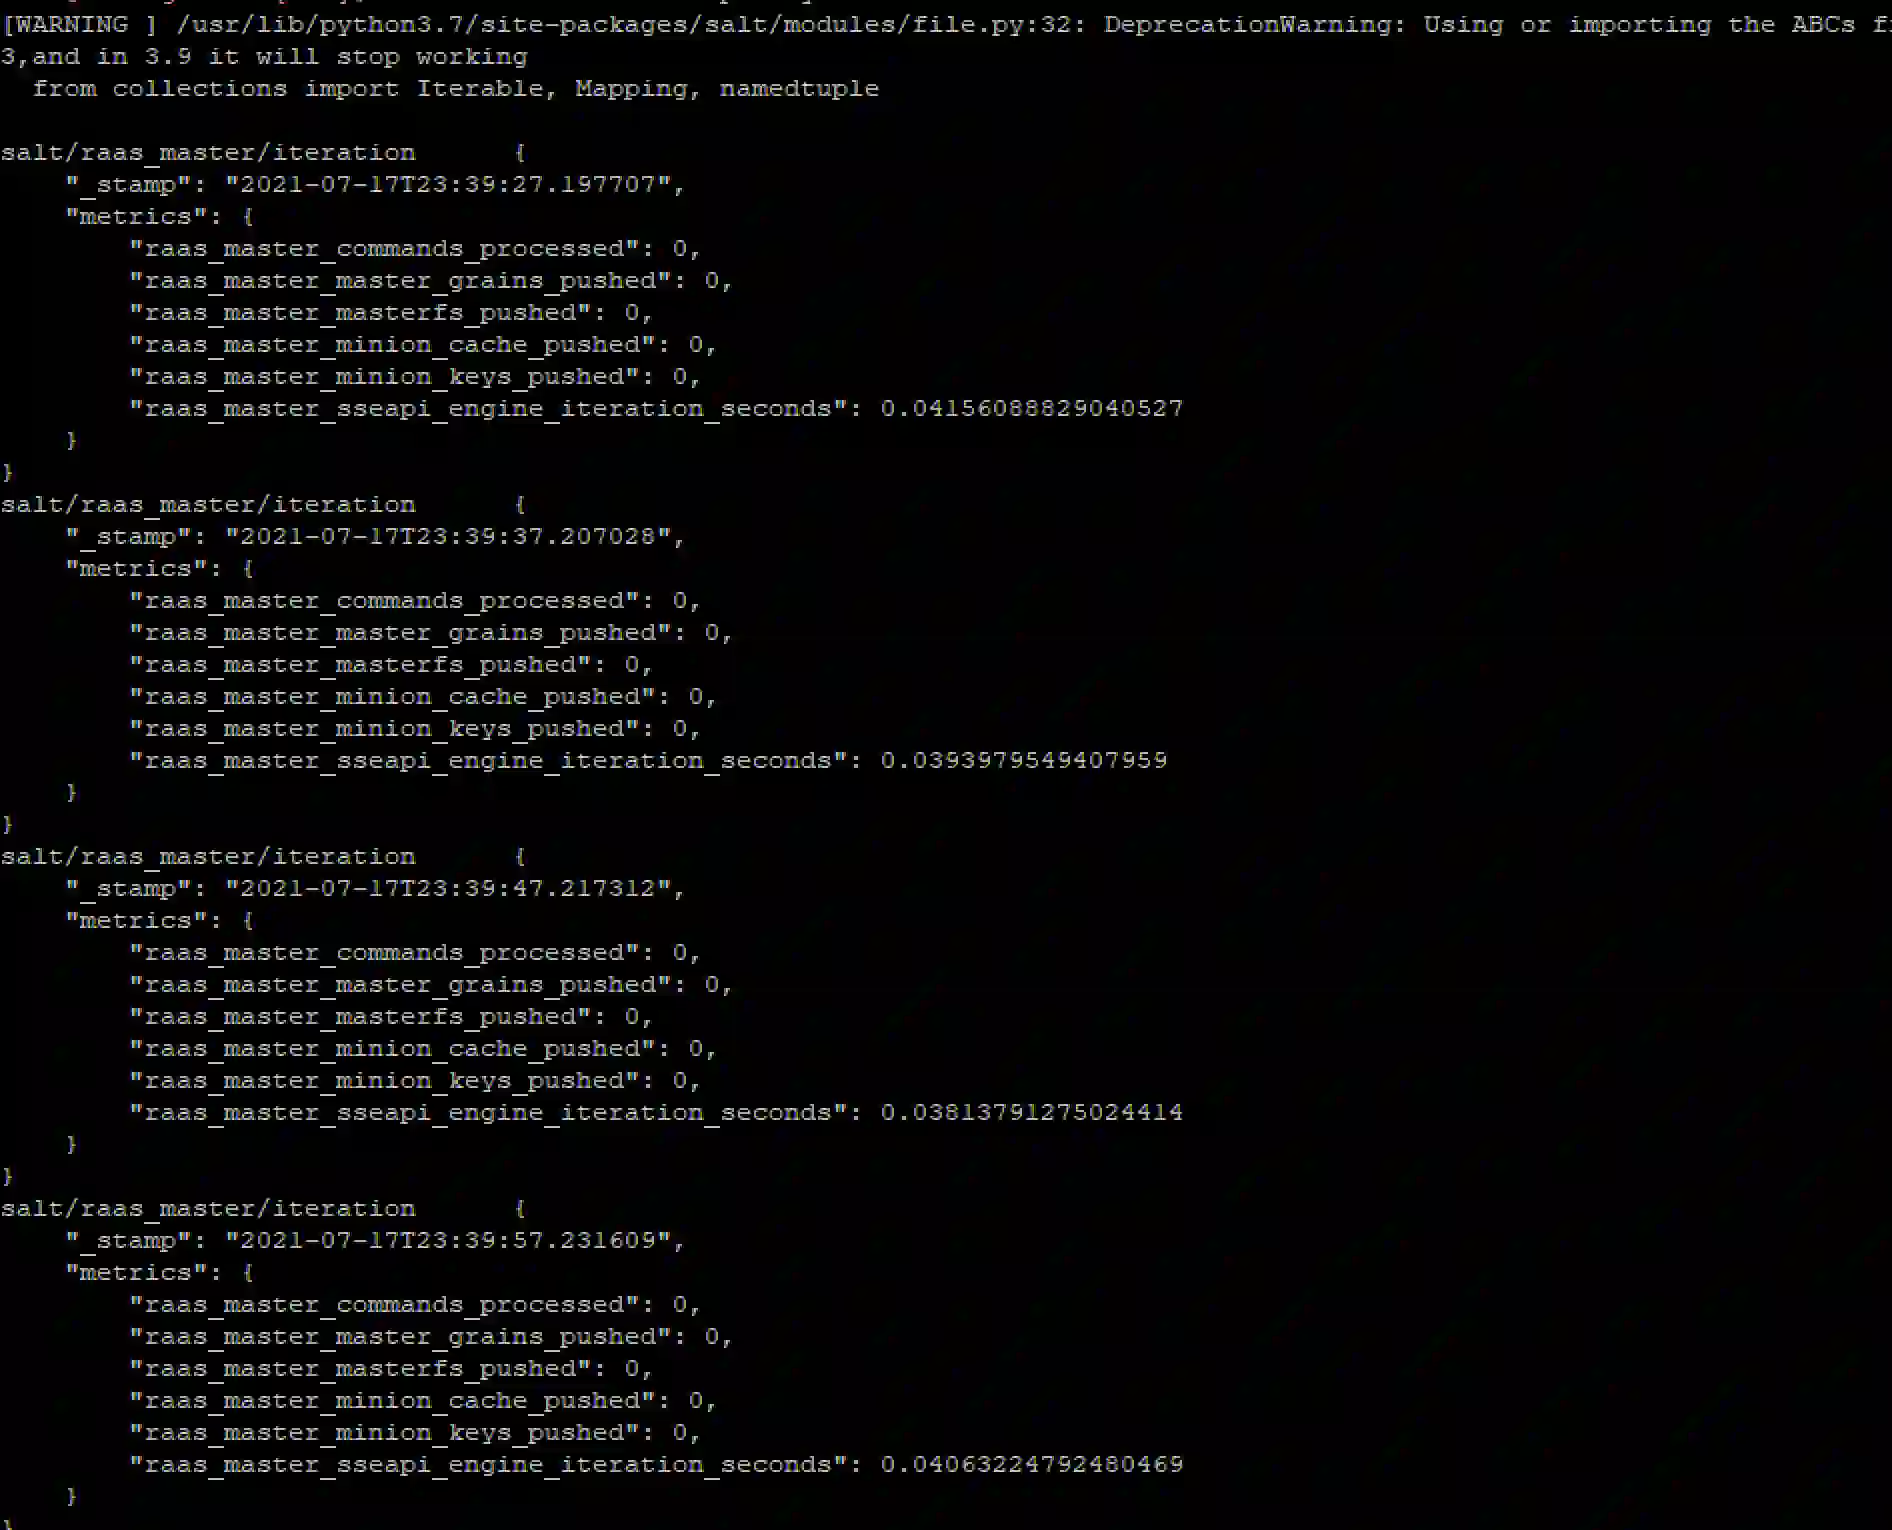 [WARNING ] /usr/lib/python3.7/site-packages/salt/modules/file.py:32: DeprecationWarning: Using or importing the ABCs
3,and in 3.9 it will stop working
  from collections import Iterable, Mapping, namedtuple

salt/raas_master/iteration      {
    "_stamp": "2021-07-17T23:39:27.197707",
    "metrics": {
        "raas_master_commands_processed": 0,
        "raas_master_master_grains_pushed": 0,
        "raas_master_masterfs_pushed": 0,
        "raas_master_minion_cache_pushed": 0,
        "raas_master_minion_keys_pushed": 0,
        "raas_master_sseapi_engine_iteration_seconds": 0.04156088829040527
    }
}
salt/raas_master/iteration      {
    "_stamp": "2021-07-17T23:39:37.207028",
    "metrics": {
        "raas_master_commands_processed": 0,
        "raas_master_master_grains_pushed": 0,
        "raas_master_masterfs_pushed": 0,
        "raas_master_minion_cache_pushed": 0,
        "raas_master_minion_keys_pushed": 0,
        "raas_master_sseapi_engine_iteration_seconds": 0.0393979549407959
    }
}
salt/raas_master/iteration      {
    "_stamp": "2021-07-17T23:39:47.217312",
    "metrics": {
        "raas_master_commands_processed": 0,
        "raas_master_master_grains_pushed": 0,
        "raas_master_masterfs_pushed": 0,
        "raas_master_minion_cache_pushed": 0,
        "raas_master_minion_keys_pushed": 0,
        "raas_master_sseapi_engine_iteration_seconds": 0.03813791275024414
    }
}
salt/raas_master/iteration      {
    "_stamp": "2021-07-17T23:39:57.231609",
    "metrics": {
        "raas_master_commands_processed": 0,
        "raas_master_master_grains_pushed": 0,
        "raas_master_masterfs_pushed": 0,
        "raas_master_minion_cache_pushed": 0,
        "raas_master_minion_keys_pushed": 0,
        "raas_master_sseapi_engine_iteration_seconds": 0.04063224792480469
    }
}